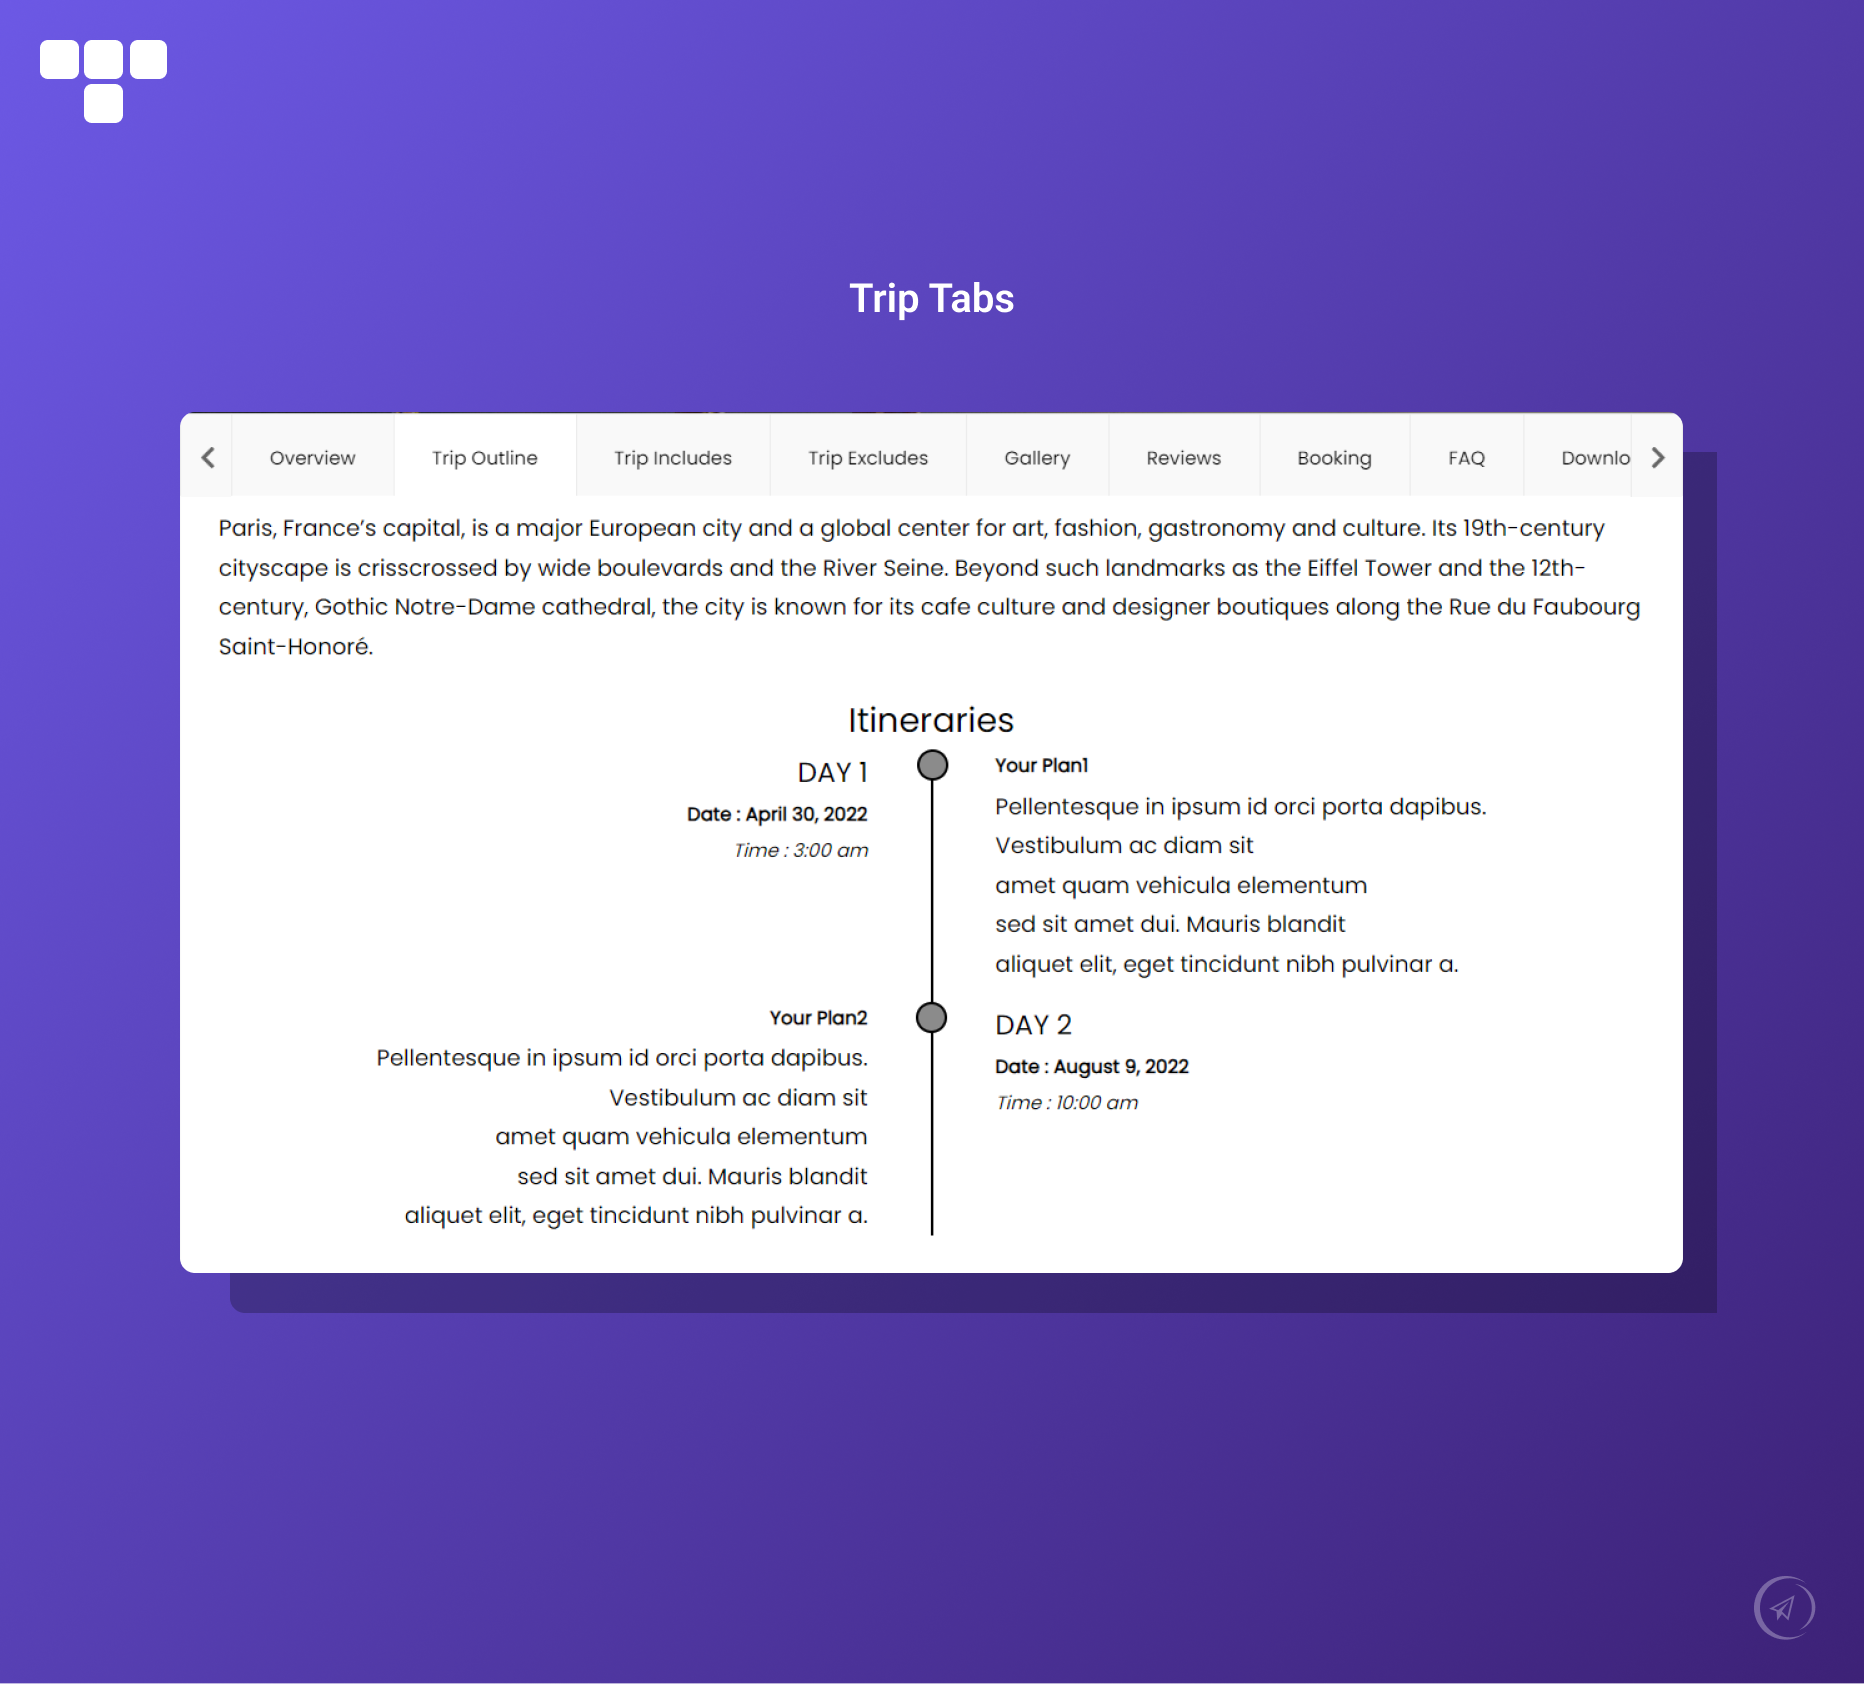 Trip Tabs
Overview
Trip Outline
Trip Includes
Trip Excludes
Gallery
Reviews
Booking
FAQ
Downlo
Paris, France’s capital, is a major European city and a global center for art, fashion, gastronomy and culture. Its 19th-century
cityscape is crisscrossed by wide boulevards and the River Seine. Beyond such landmarks as the Eiffel Tower and the 12th-
century, Gothic Notre-Dame cathedral, the city is known for its cafe culture and designer boutiques along the Rue du Faubourg
Saint-Honoré.
Itineraries
DAY 1
Date : April 30, 2022
Time : 3:00 am
Your Plan1
Pellentesque in ipsum id orci porta dapibus.
Vestibulum ac diam sit
amet quam vehicula elementum
sed sit amet dui. Mauris blandit
aliquet elit, eget tincidunt nibh pulvinar a.
Your Plan2
Pellentesque in ipsum id orci porta dapibus.
Vestibulum ac diam sit
amet quam vehicula elementum
sed sit amet dui. Mauris blandit
aliquet elit, eget tincidunt nibh pulvinar a.
DAY 2
Date : August 9, 2022
Time : 10:00 am